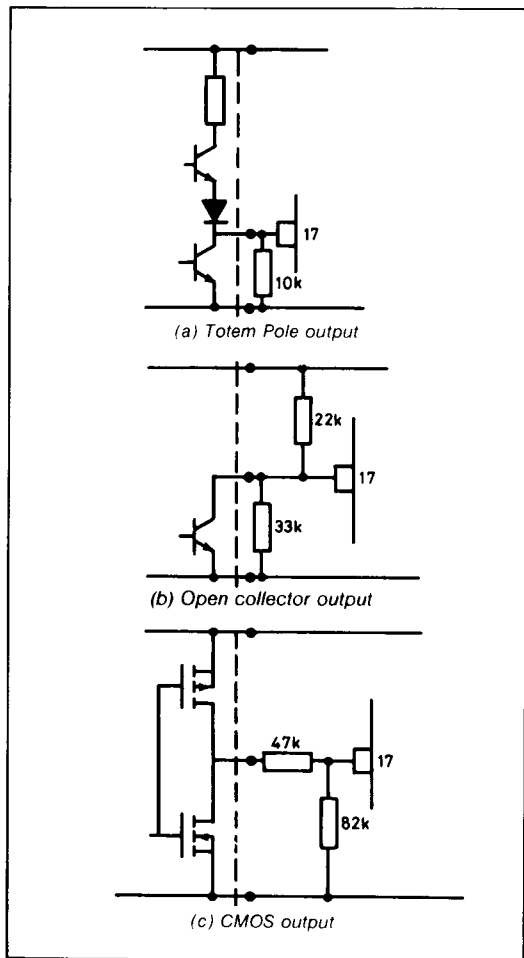 17
10k
(a) Totem Pole output
22k
17
33k
(b) Open collector output
47k
17
82k
(c) CMOS output